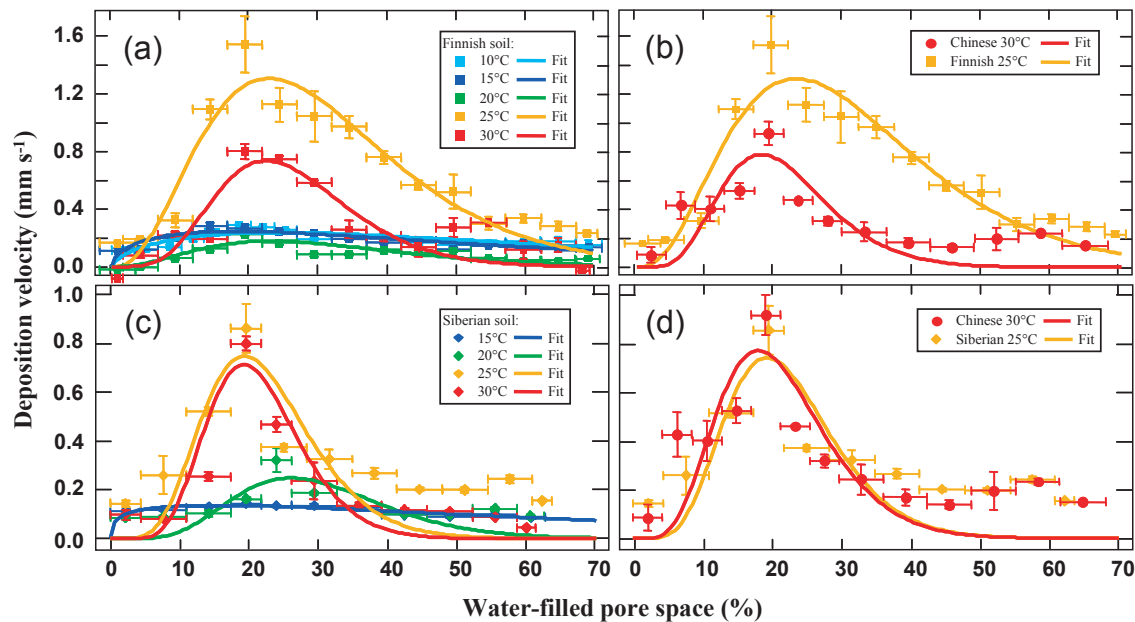 Deposition velocity (mm s⁻¹)
1.6
1.2
0.8
0.4
0.0
(a)
Finnish soil:
10°C Fit
15°C Fit
20°C Fit
25°C Fit
30°C Fit
(b)
Chinese 30°C Fit
Finnish 25°C Fit
1.0
0.8
0.6
0.4
0.2
0.0
(c)
Siberian soil:
15°C Fit
20°C Fit
25°C Fit
30°C Fit
(d)
Chinese 30°C Fit
Siberian 25°C Fit
0 10 20 30 40 50 60 70
0 10 20 30 40 50 60 70
Water-filled pore space (%)